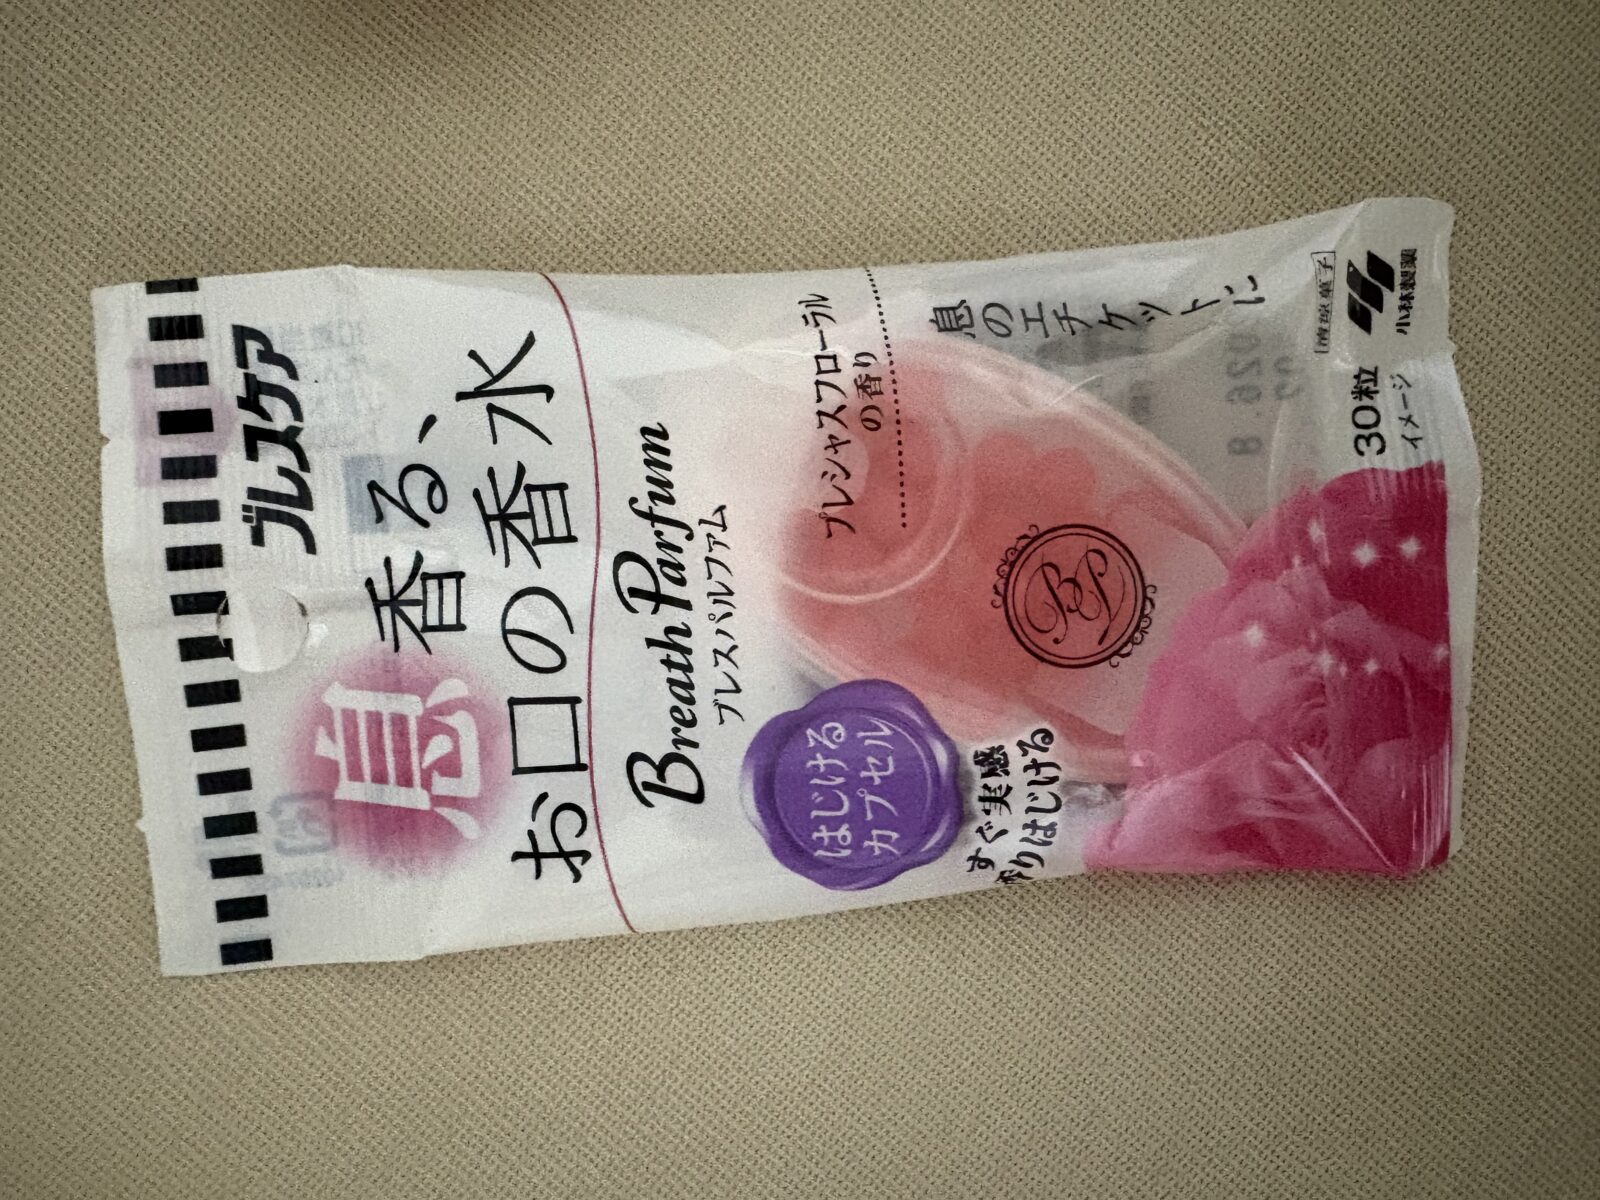 ブレスケア
息香る、
お口の香水
Breath Parfum
ブレスパルファム
はじける
カプセル
プレシャスフローラル
の香り
すぐ実感
香りはじける
息のエチケットに
BP
30粒
イメージ
清涼菓子
小林製薬